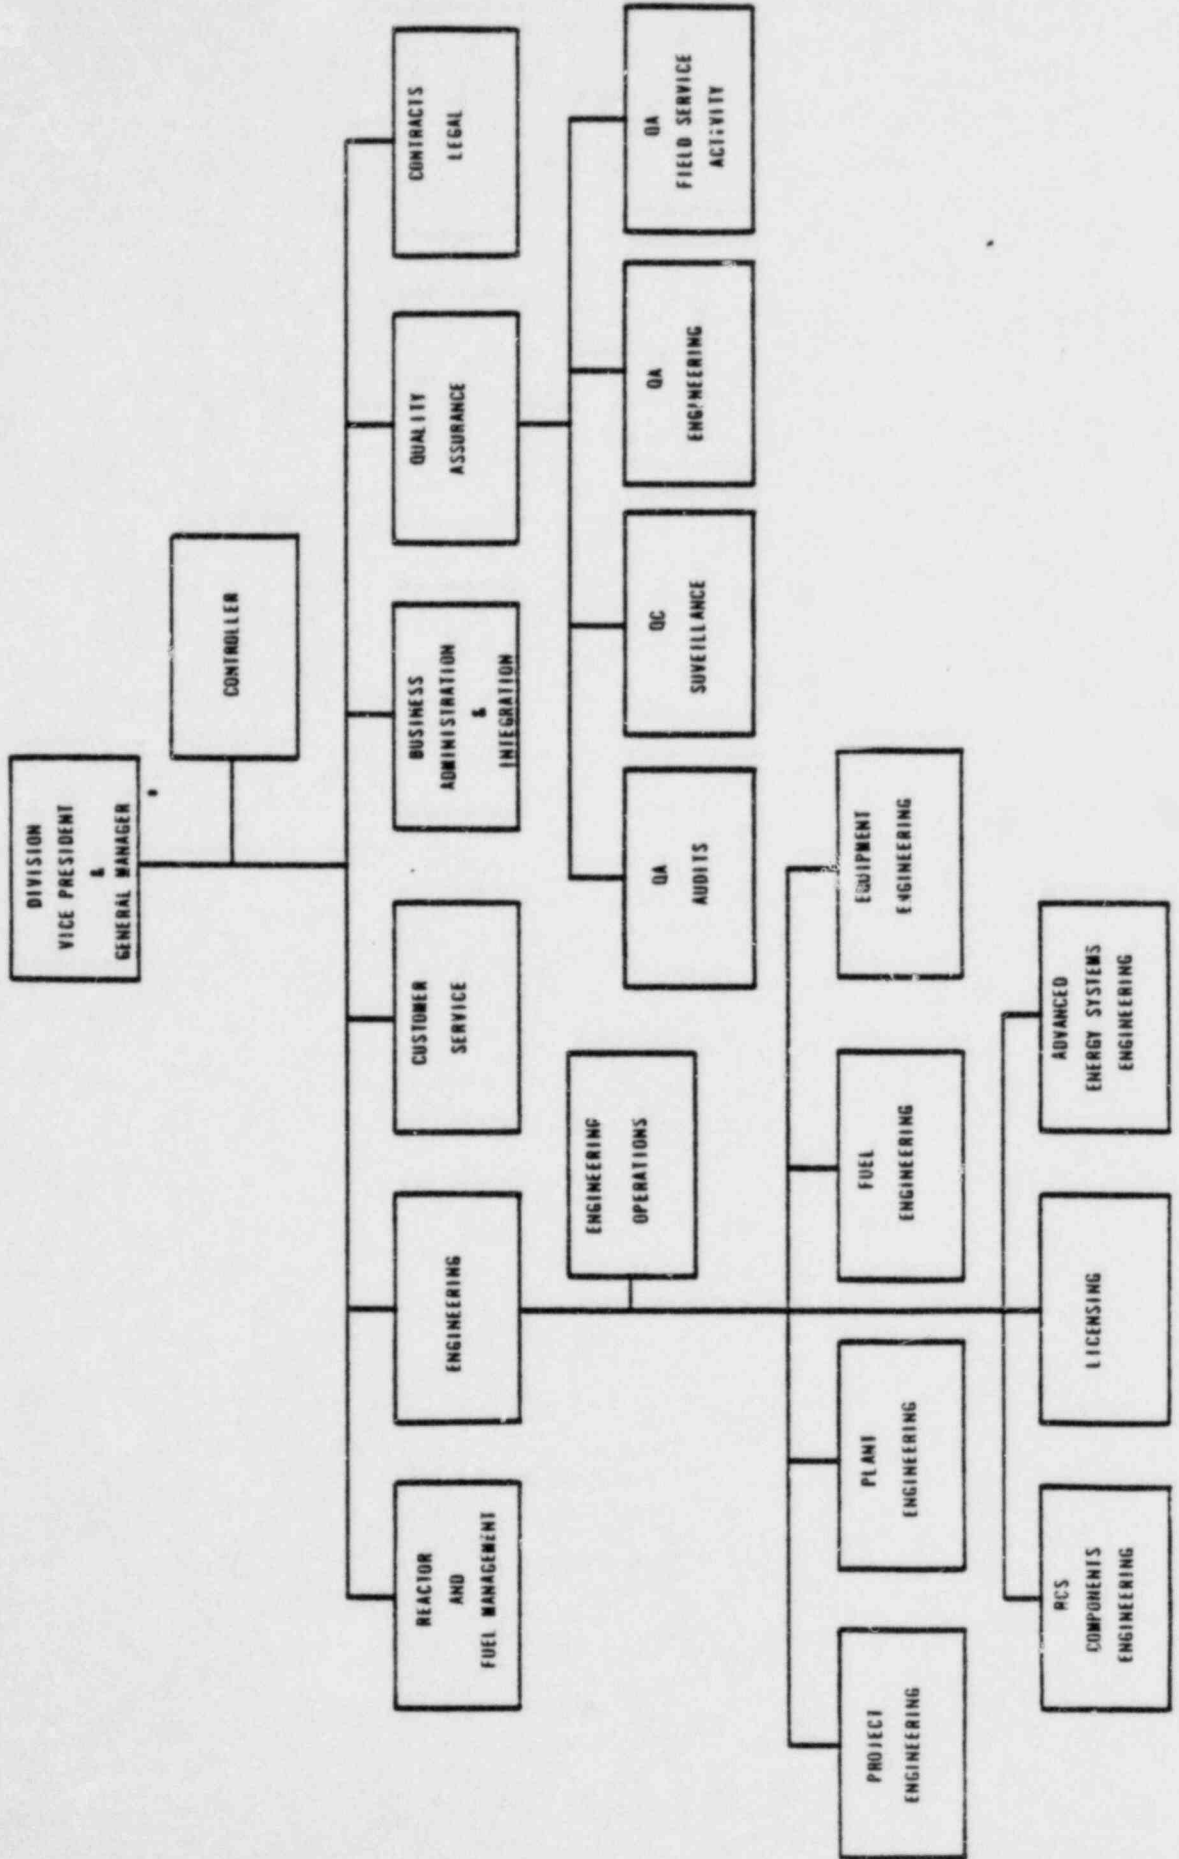 DIVISION
VICE PRESIDENT
&
GENERAL MANAGER
CONTROLLER
REACTOR
AND
FUEL MANAGEMENT
ENGINEERING
CUSTOMER
SERVICE
BUSINESS
ADMINISTRATION
&
INTEGRATION
QUALITY
ASSURANCE
CONTRACTS
LEGAL
ENGINEERING
OPERATIONS
QA
AUDITS
QC
SUVEILLANCE
QA
ENGINEERING
QA
FIELD SERVICE
ACTIVITY
PROJECT
ENGINEERING
PLANT
ENGINEERING
FUEL
ENGINEERING
EQUIPMENT
ENGINEERING
RCS
COMPONENTS
ENGINEERING
LICENSING
ADVANCED
ENERGY SYSTEMS
ENGINEERING